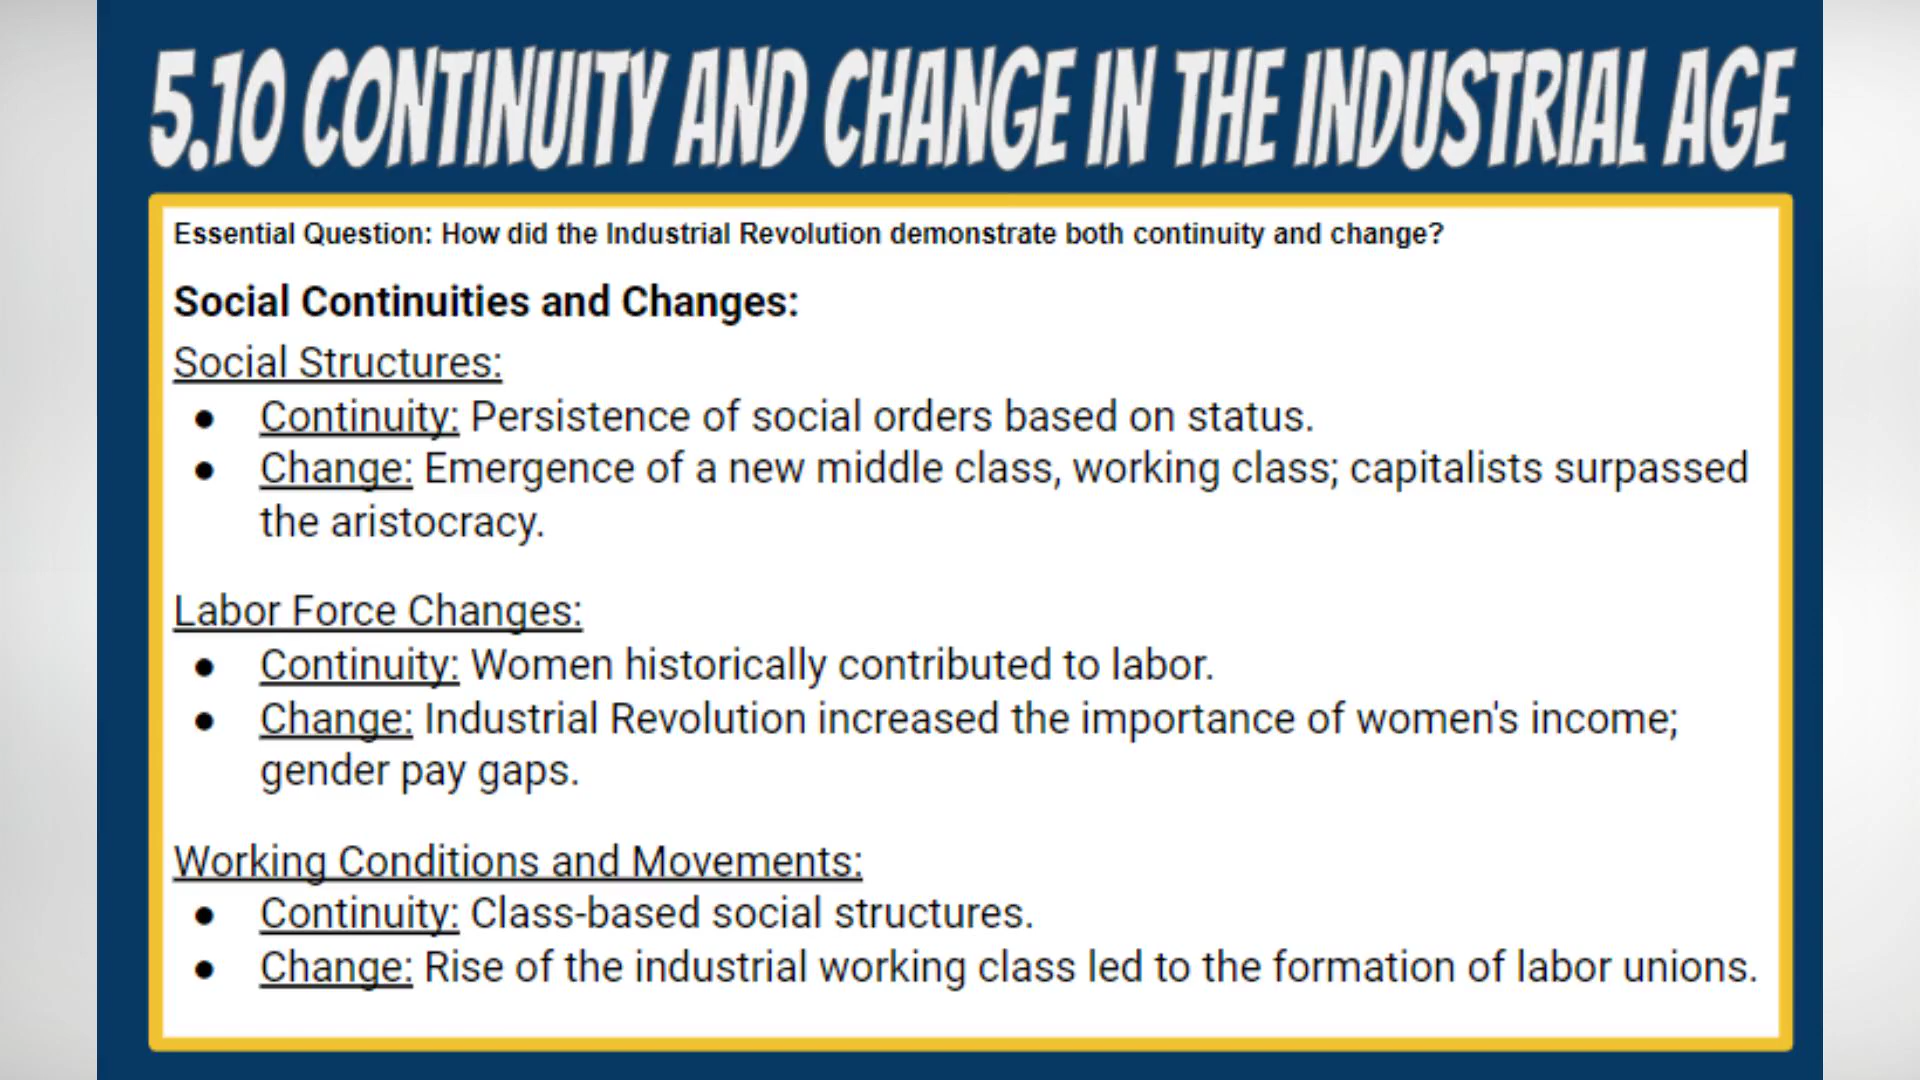 5.10 CONTINUITY AND CHANGE IN THE INDUSTRIAL AGE
Essential Question: How did the Industrial Revolution demonstrate both continuity and change?
Social Continuities and Changes:
Social Structures:
● Continuity: Persistence of social orders based on status.
● Change: Emergence of a new middle class, working class; capitalists surpassed
the aristocracy.
Labor Force Changes:
● Continuity: Women historically contributed to labor.
● Change: Industrial Revolution increased the importance of women's income;
gender pay gaps.
Working Conditions and Movements:
● Continuity: Class-based social structures.
● Change: Rise of the industrial working class led to the formation of labor unions.